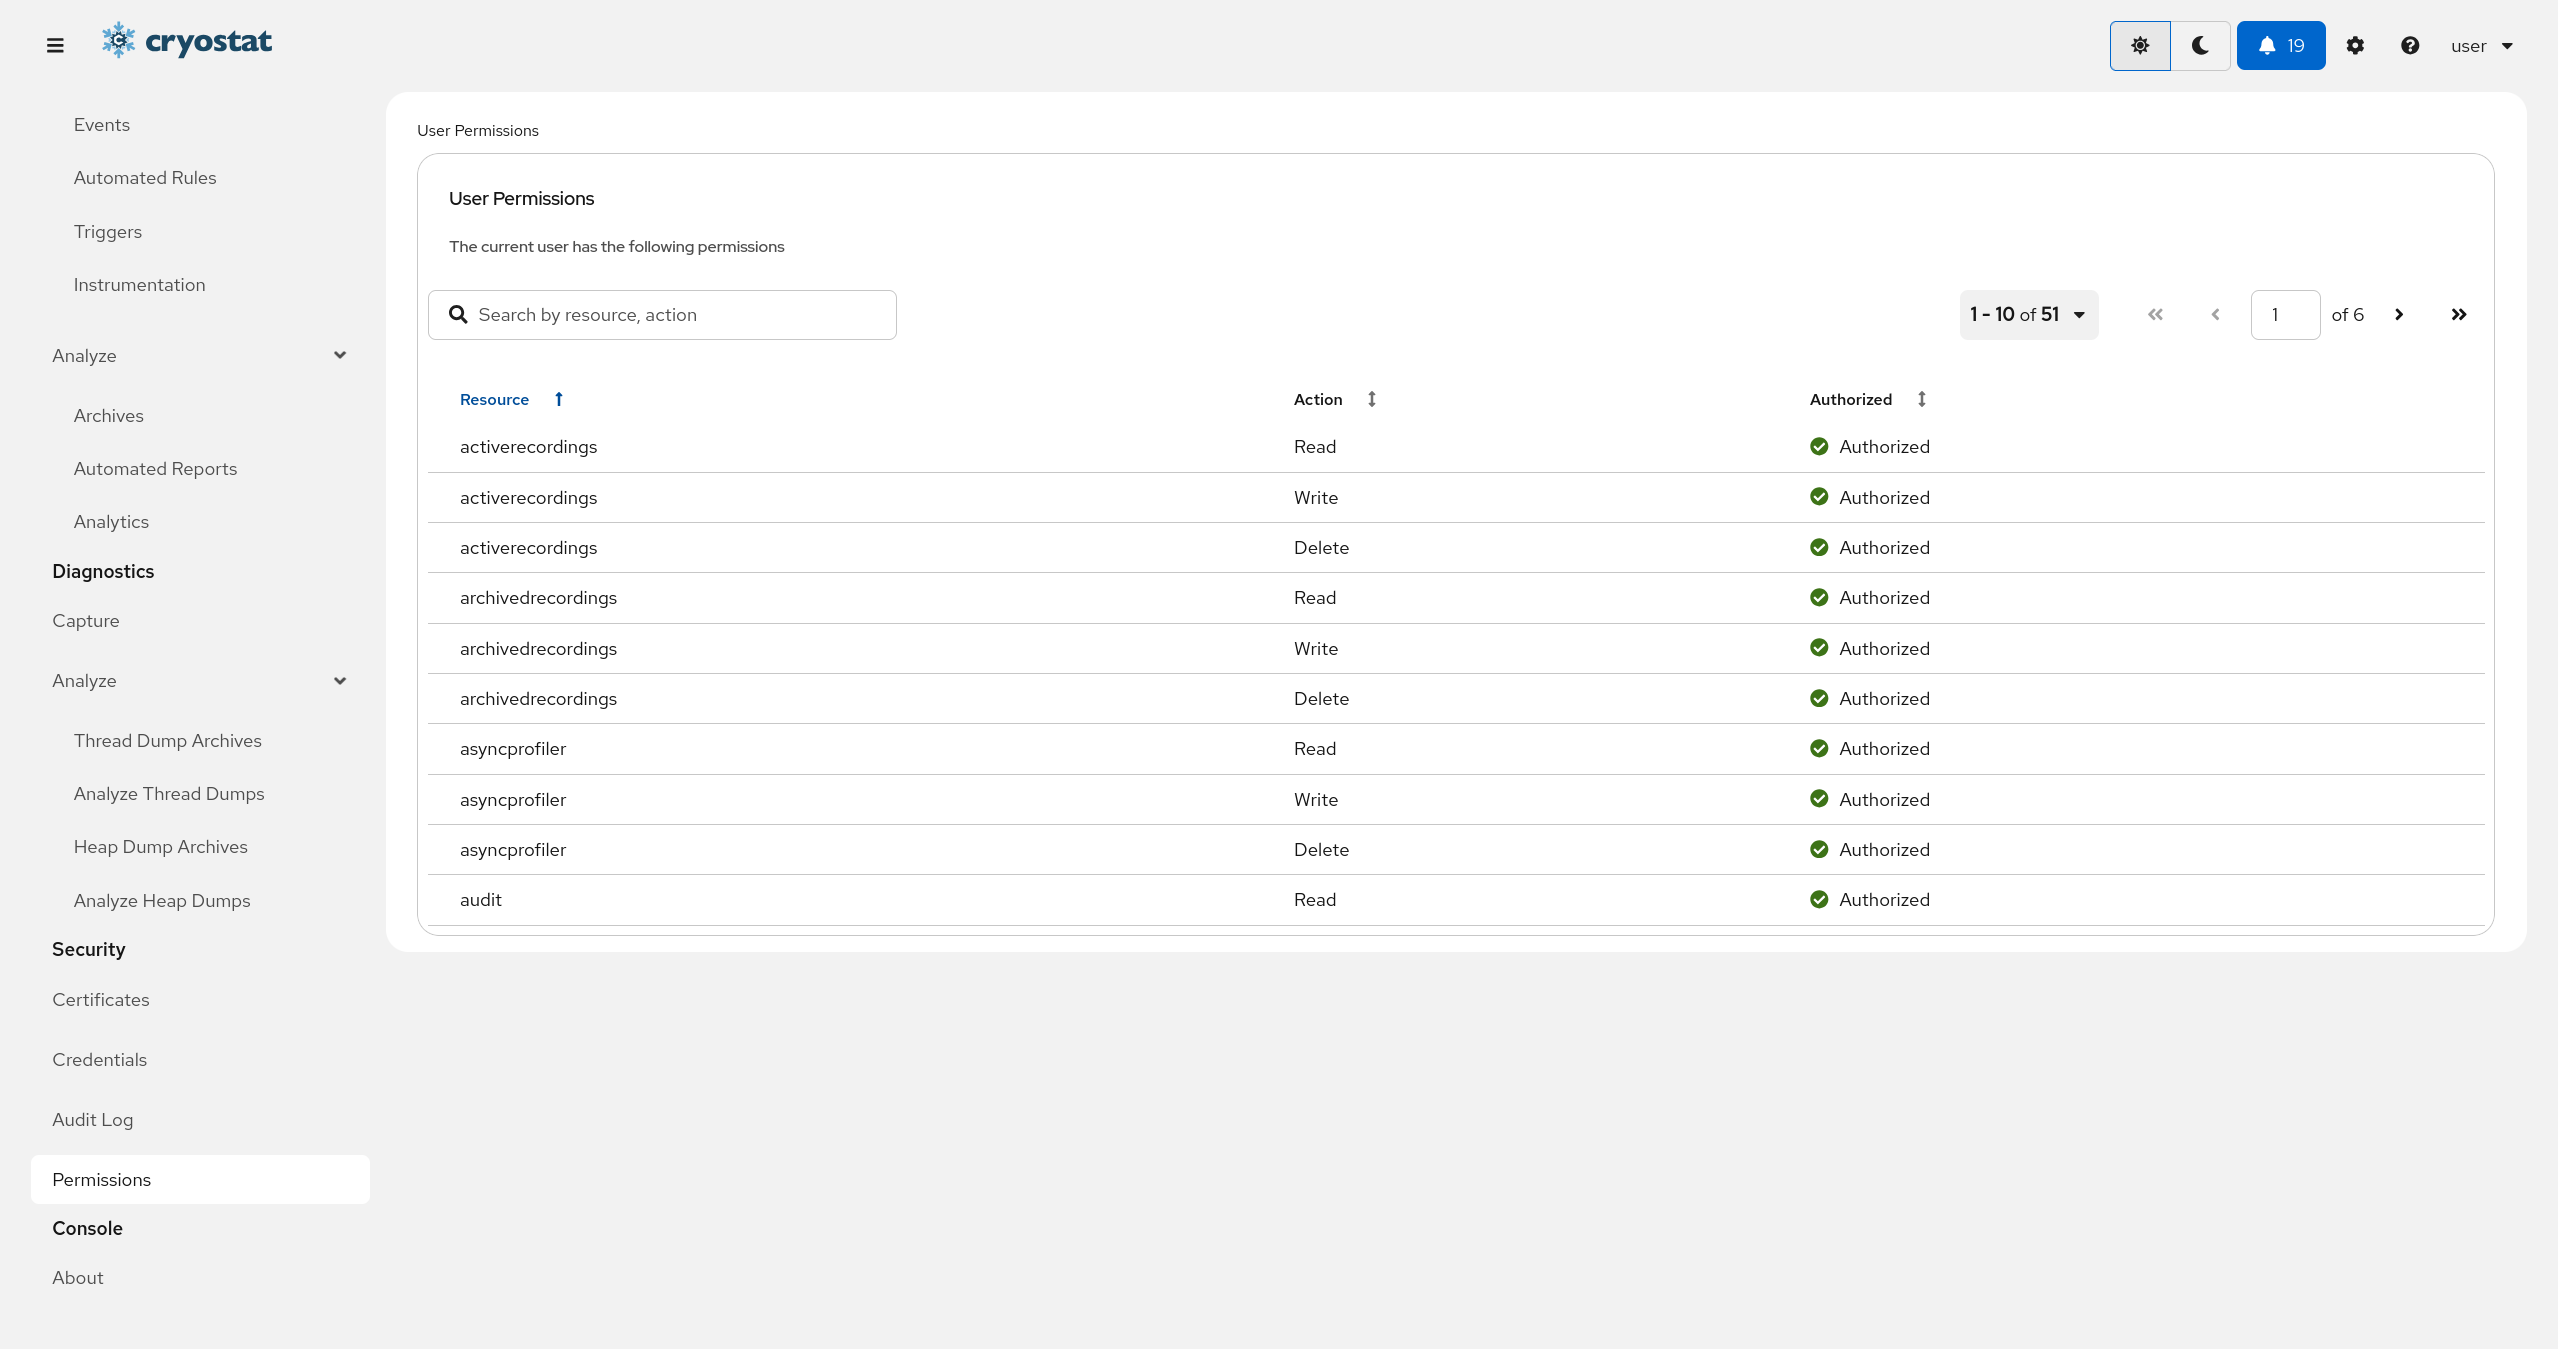 cryostat
19
user
Events
Automated Rules
Triggers
Instrumentation
Analyze
Archives
Automated Reports
Analytics
Diagnostics
Capture
Analyze
Thread Dump Archives
Analyze Thread Dumps
Heap Dump Archives
Analyze Heap Dumps
Security
Certificates
Credentials
Audit Log
Permissions
Console
About
User Permissions
User Permissions
The current user has the following permissions
Search by resource, action
1 - 10 of 51
1 of 6
Resource Action Authorized
activerecordings Read Authorized
activerecordings Write Authorized
activerecordings Delete Authorized
archivedrecordings Read Authorized
archivedrecordings Write Authorized
archivedrecordings Delete Authorized
asyncprofiler Read Authorized
asyncprofiler Write Authorized
asyncprofiler Delete Authorized
audit Read Authorized